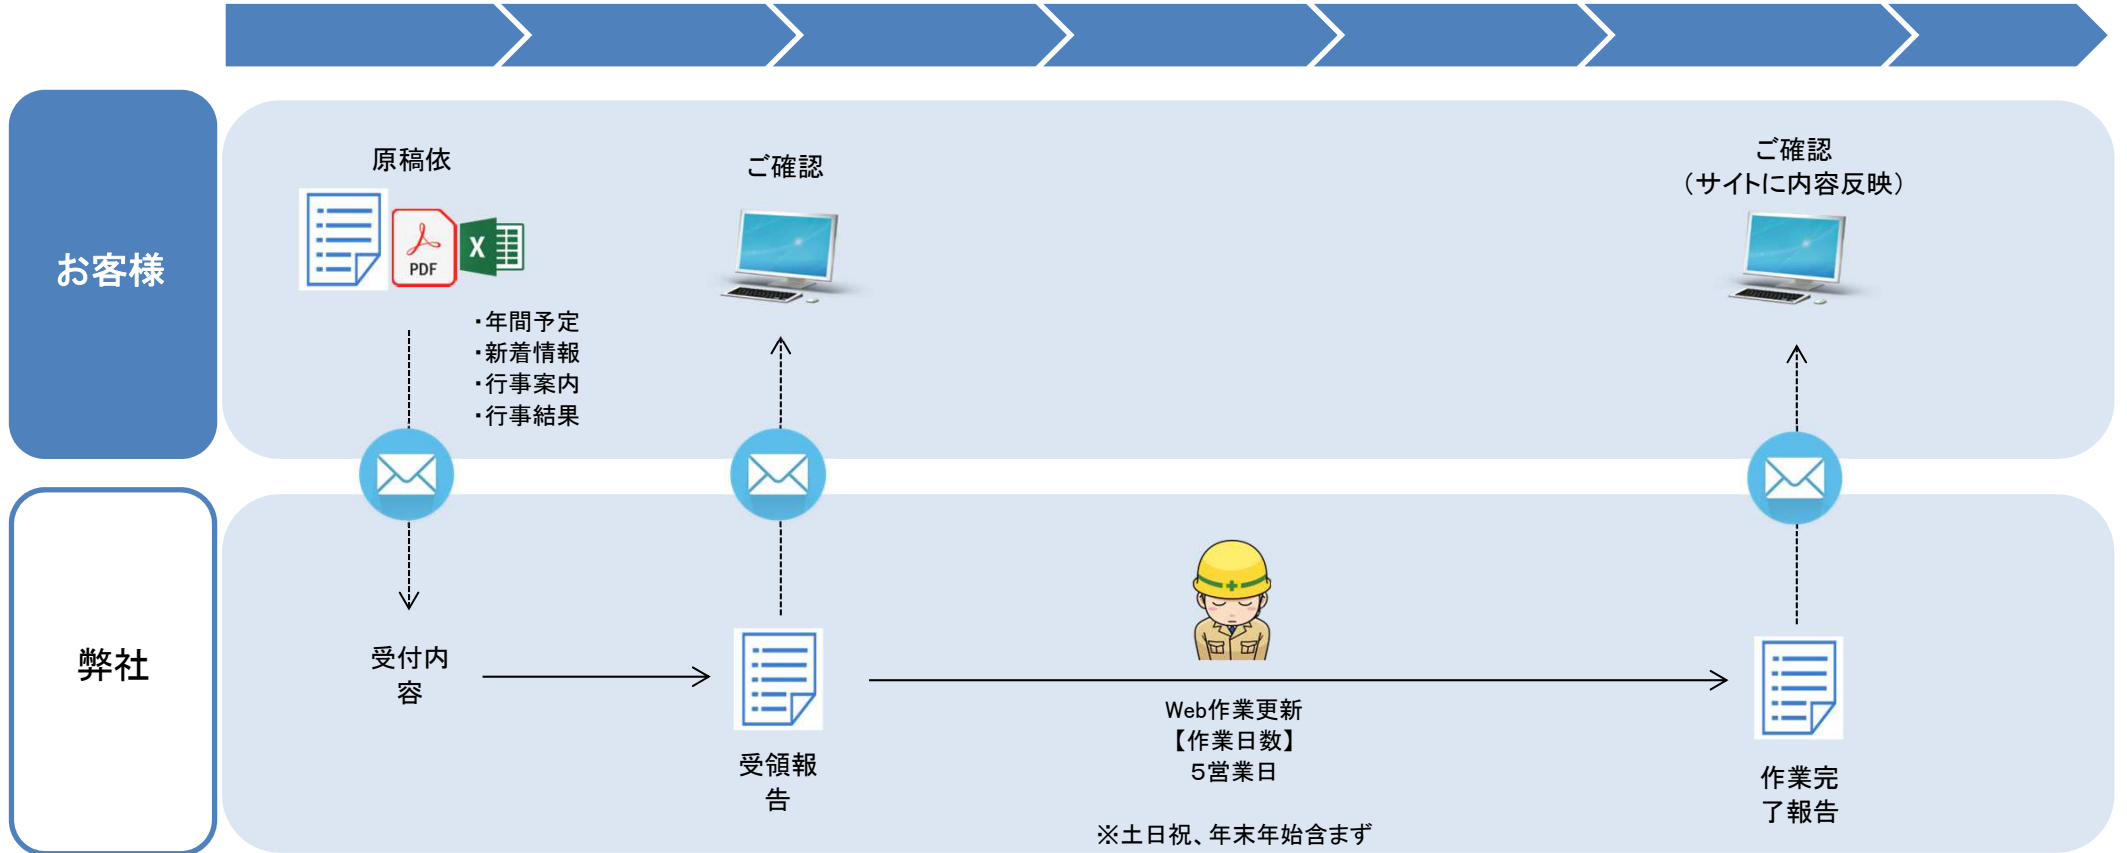 お客様
原稿依
PDF
X
・年間予定
・新着情報
・行事案内
・行事結果
ご確認
ご確認
（サイトに内容反映）
弊社
受付内
容
受領報
告
Web作業更新
【作業日数】
5営業日
※土日祝、年末年始含まず
作業完
了報告